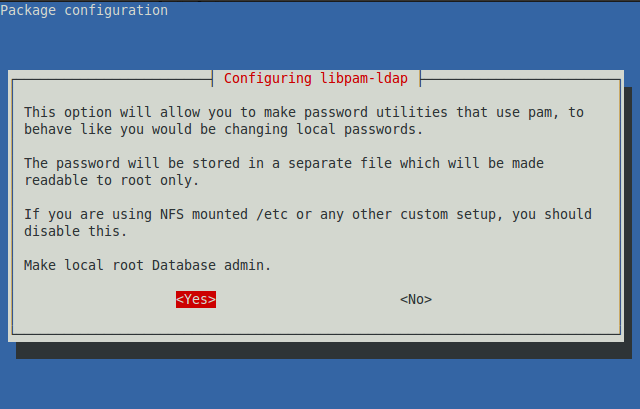 Package configuration
Configuring libpam-ldap
This option will allow you to make password utilities that use pam, to
behave like you would be changing local passwords.
The password will be stored in a separate file which will be made
readable to root only.
If you are using NFS mounted /etc or any other custom setup, you should
disable this.
Make local root Database admin.
<Yes> <No>